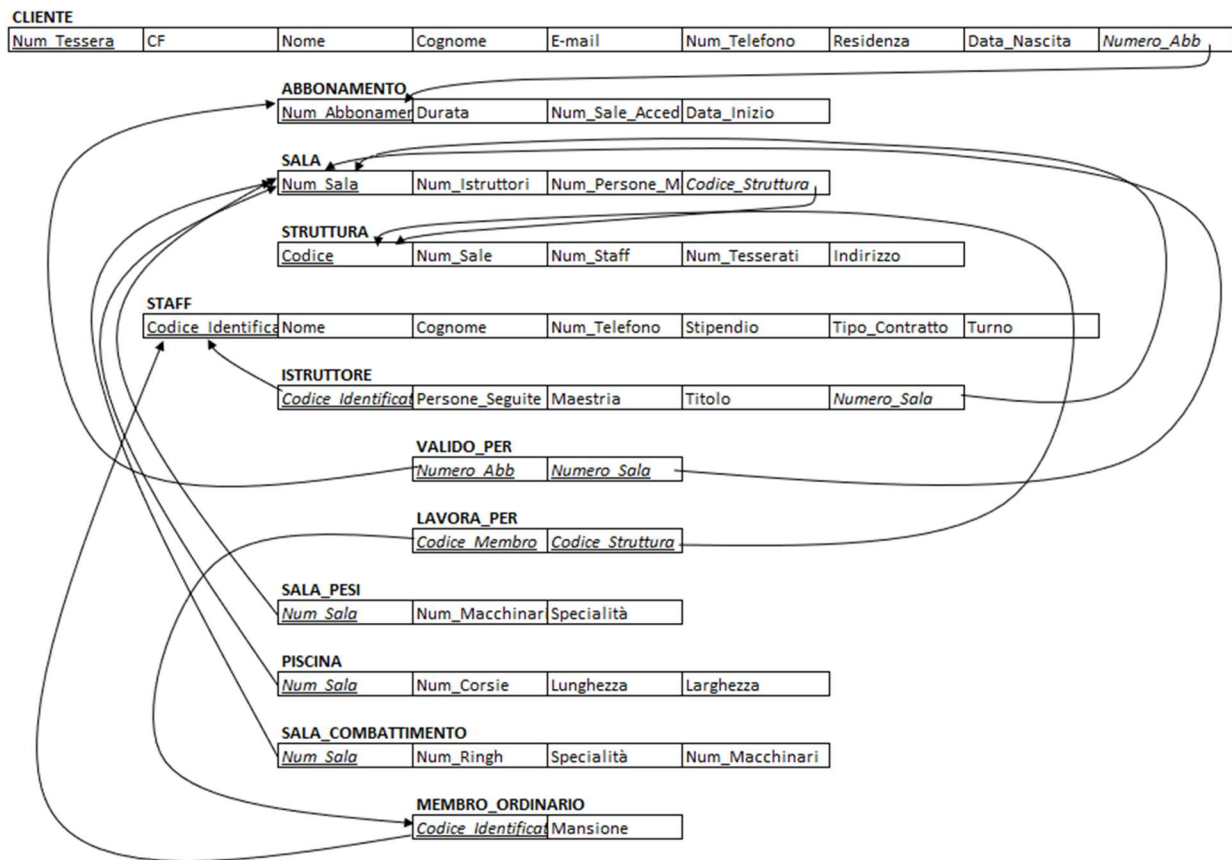 CLIENTE
Num_Tessera CF Nome Cognome E-mail Num_Telefono Residenza Data_Nascita Numero_Abb
ABBONAMENTO
Num_Abbonamer Durata Num_Sale_Acced Data_Inizio
SALA
Num_Sala Num_Istruttori Num_Persone_M Codice_Struttura
STRUTTURA
Codice Num_Sale Num_Staff Num_Tesserati Indirizzo
STAFF
Codice_Identifica Nome Cognome Num_Telefono Stipendio Tipo_Contratto Turno
ISTRUTTORE
Codice_Identificat Persone_Seguite Maestria Titolo Numero_Sala
VALIDO_PER
Numero_Abb Numero_Sala
LAVORA_PER
Codice_Membro Codice_Struttura
SALA_PESI
Num_Sala Num_Macchinari Specialità
PISCINA
Num_Sala Num_Corsie Lunghezza Larghezza
SALA_COMBATTIMENTO
Num_Sala Num_Ringh Specialità Num_Macchinari
MEMBRO_ORDINARIO
Codice_Identificat Mansione